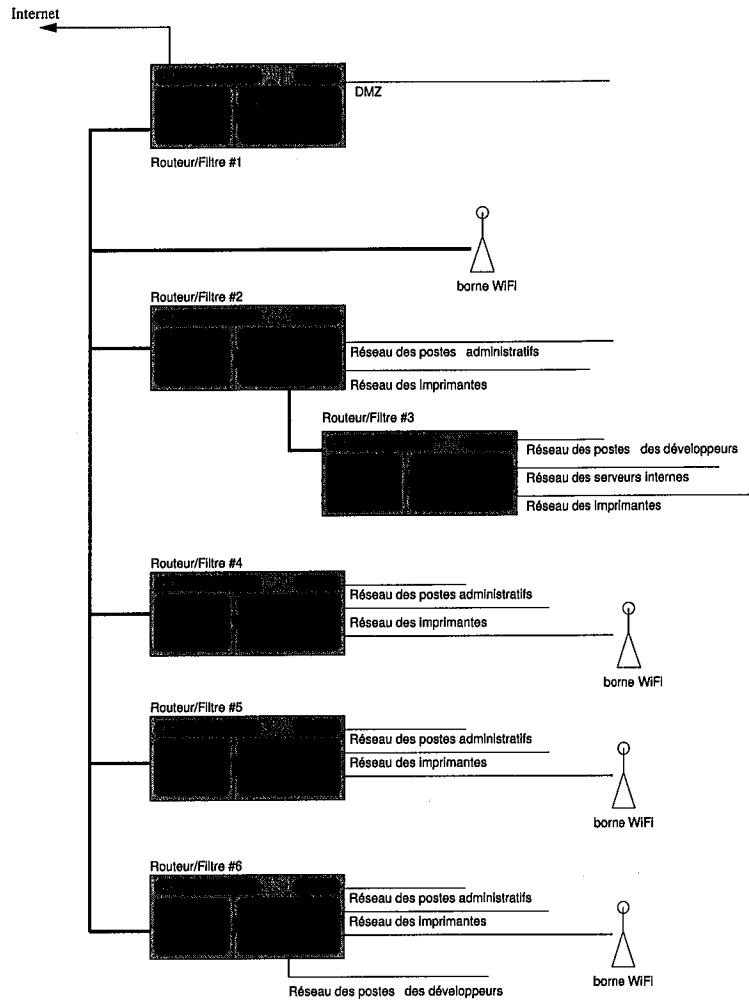 Internet
DMZ
Routeur/Filtre #1
borne WiFi
Routeur/Filtre #2
Réseau des postes administratifs
Réseau des Imprimantes
Routeur/Filtre #3
Réseau des postes des développeurs
Réseau des serveurs internes
Réseau des Imprimantes
Routeur/Filtre #4
Réseau des postes administratifs
Réseau des imprimantes
borne WiFi
Routeur/Filtre #5
Réseau des postes administratifs
Réseau des imprimantes
borne WiFi
Routeur/Filtre #6
Réseau des postes administratifs
Réseau des imprimantes
borne WiFi
Réseau des postes des développeurs